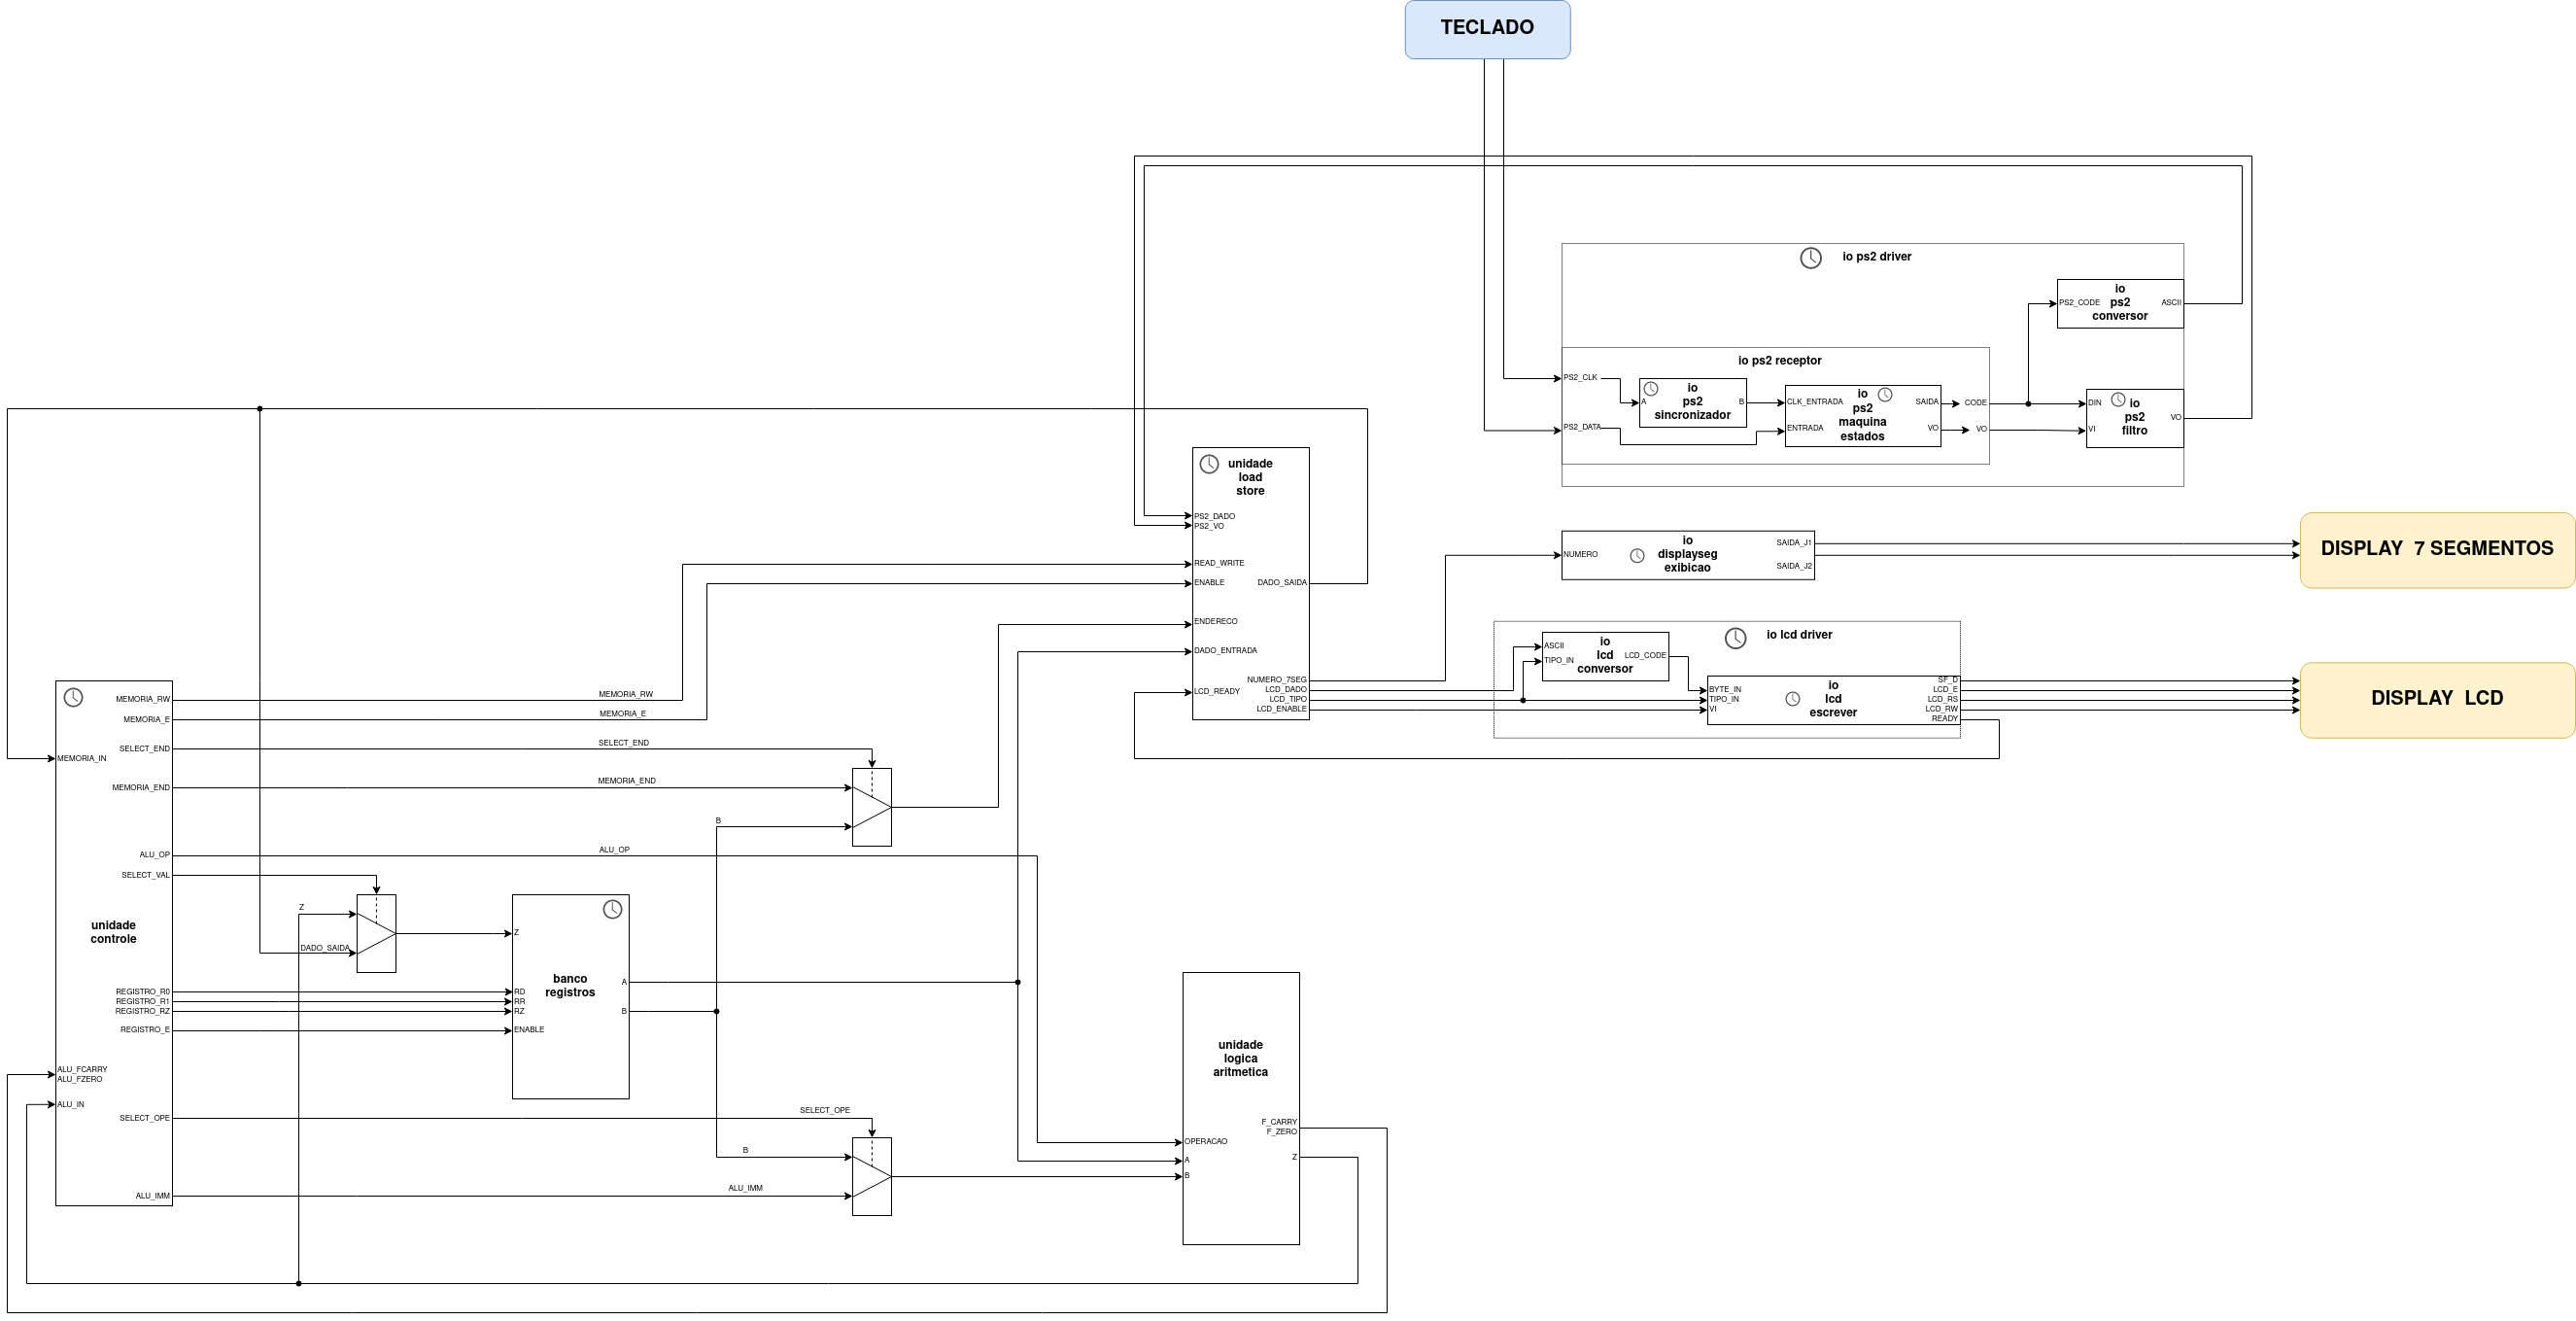 TECLADO
io ps2 driver
io
ps2
conversor
PS2_CODE
ASCII
io ps2 receptor
PS2_CLK
PS2_DATA
io
ps2
sincronizador
A
B
io
ps2
maquina
estados
CLK_ENTRADA
ENTRADA
SAIDA
VO
CODE
VO
io
ps2
filtro
DIN
VI
VO
unidade
load
store
PS2_DADO
PS2_VO
READ_WRITE
ENABLE
DADO_SAIDA
ENDERECO
DADO_ENTRADA
NUMERO_7SEG
LCD_DADO
LCD_READY
LCD_TIPO
LCD_ENABLE
io
displayseg
exibicao
NUMERO
SAIDA_J1
SAIDA_J2
DISPLAY 7 SEGMENTOS
io lcd driver
io
lcd
conversor
ASCII
TIPO_IN
LCD_CODE
io
lcd
escrever
BYTE_IN
TIPO_IN
VI
SF_D
LCD_E
LCD_RS
LCD_RW
READY
DISPLAY LCD
MEMORIA_RW
MEMORIA_RW
MEMORIA_E
MEMORIA_E
SELECT_END
SELECT_END
MEMORIA_IN
MEMORIA_END
MEMORIA_END
B
ALU_OP
ALU_OP
SELECT_VAL
unidade
controle
Z
DADO_SAIDA
Z
banco
registros
A
B
REGISTRO_R0
REGISTRO_R1
REGISTRO_RZ
REGISTRO_E
RD
RR
RZ
ENABLE
ALU_FCARRY
ALU_FZERO
ALU_IN
SELECT_OPE
SELECT_OPE
B
ALU_IMM
ALU_IMM
unidade
logica
aritmetica
F_CARRY
F_ZERO
OPERACAO
A
B
Z